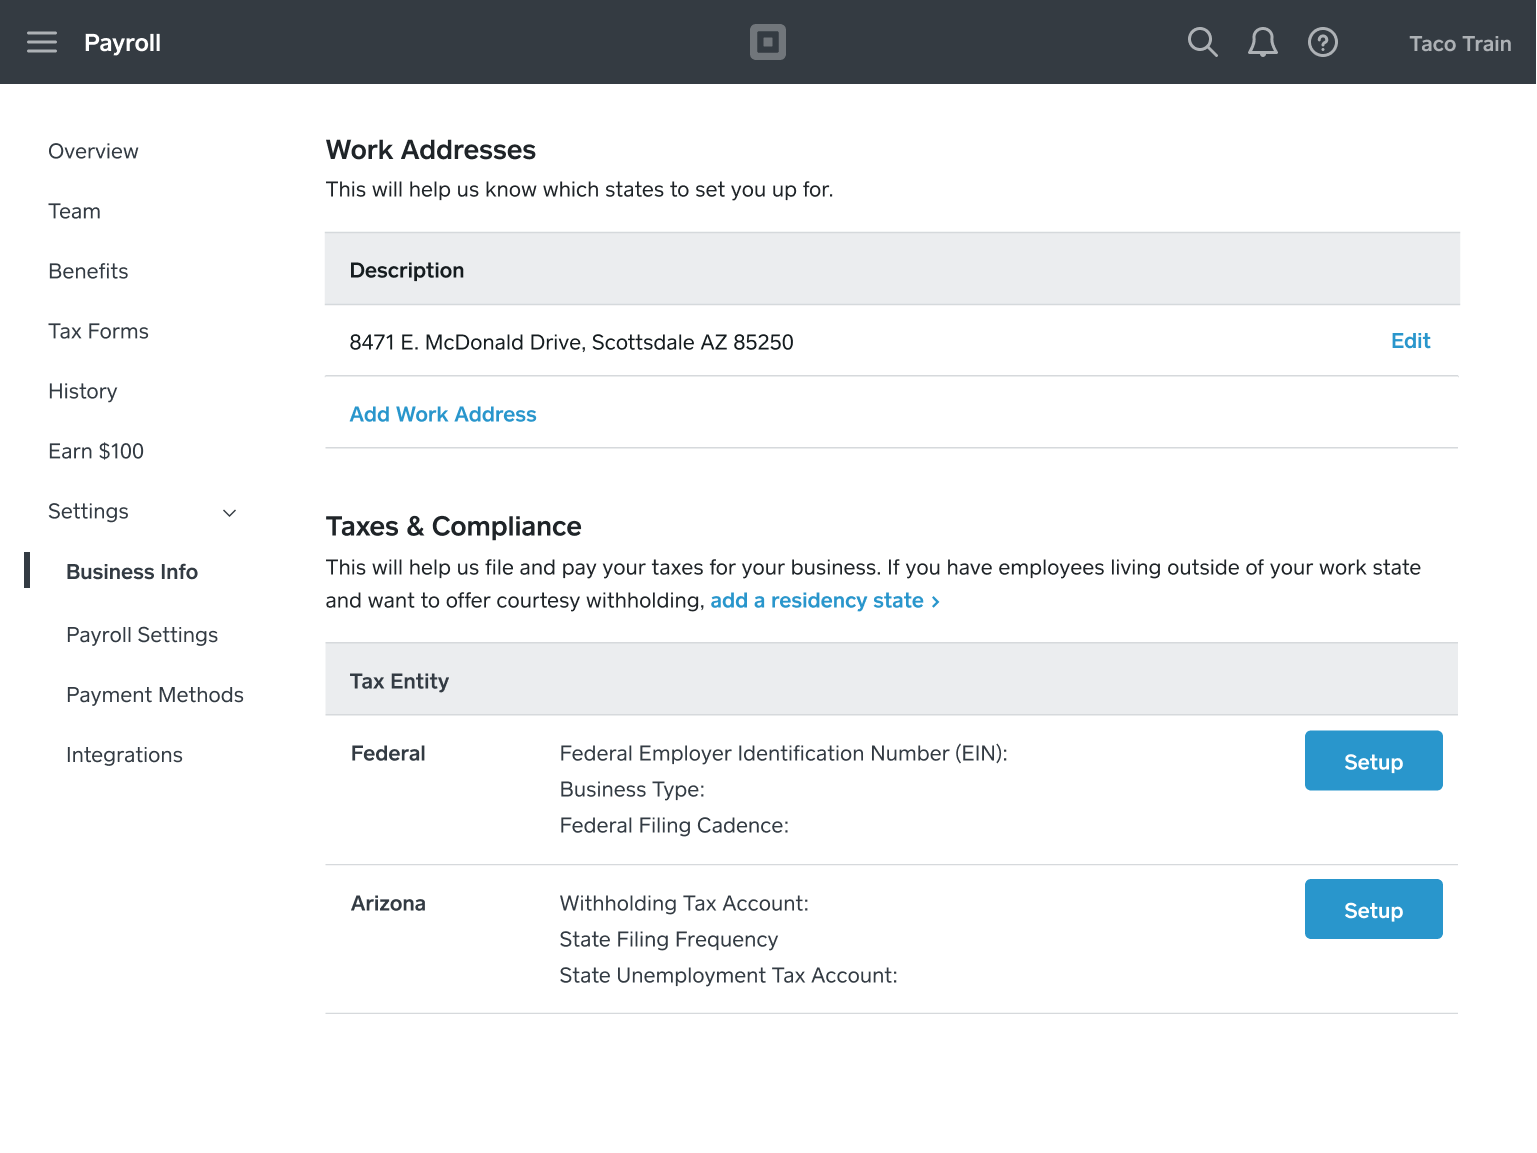 Payroll
Taco Train
Overview
Team
Benefits
Tax Forms
History
Earn $100
Settings
Business Info
Payroll Settings
Payment Methods
Integrations
Work Addresses
This will help us know which states to set you up for.
Description
8471 E. McDonald Drive, Scottsdale AZ 85250
Edit
Add Work Address
Taxes & Compliance
This will help us file and pay your taxes for your business. If you have employees living outside of your work state
and want to offer courtesy withholding, add a residency state >
Tax Entity
Federal
Federal Employer Identification Number (EIN):
Business Type:
Federal Filing Cadence:
Setup
Arizona
Withholding Tax Account:
State Filing Frequency
State Unemployment Tax Account:
Setup